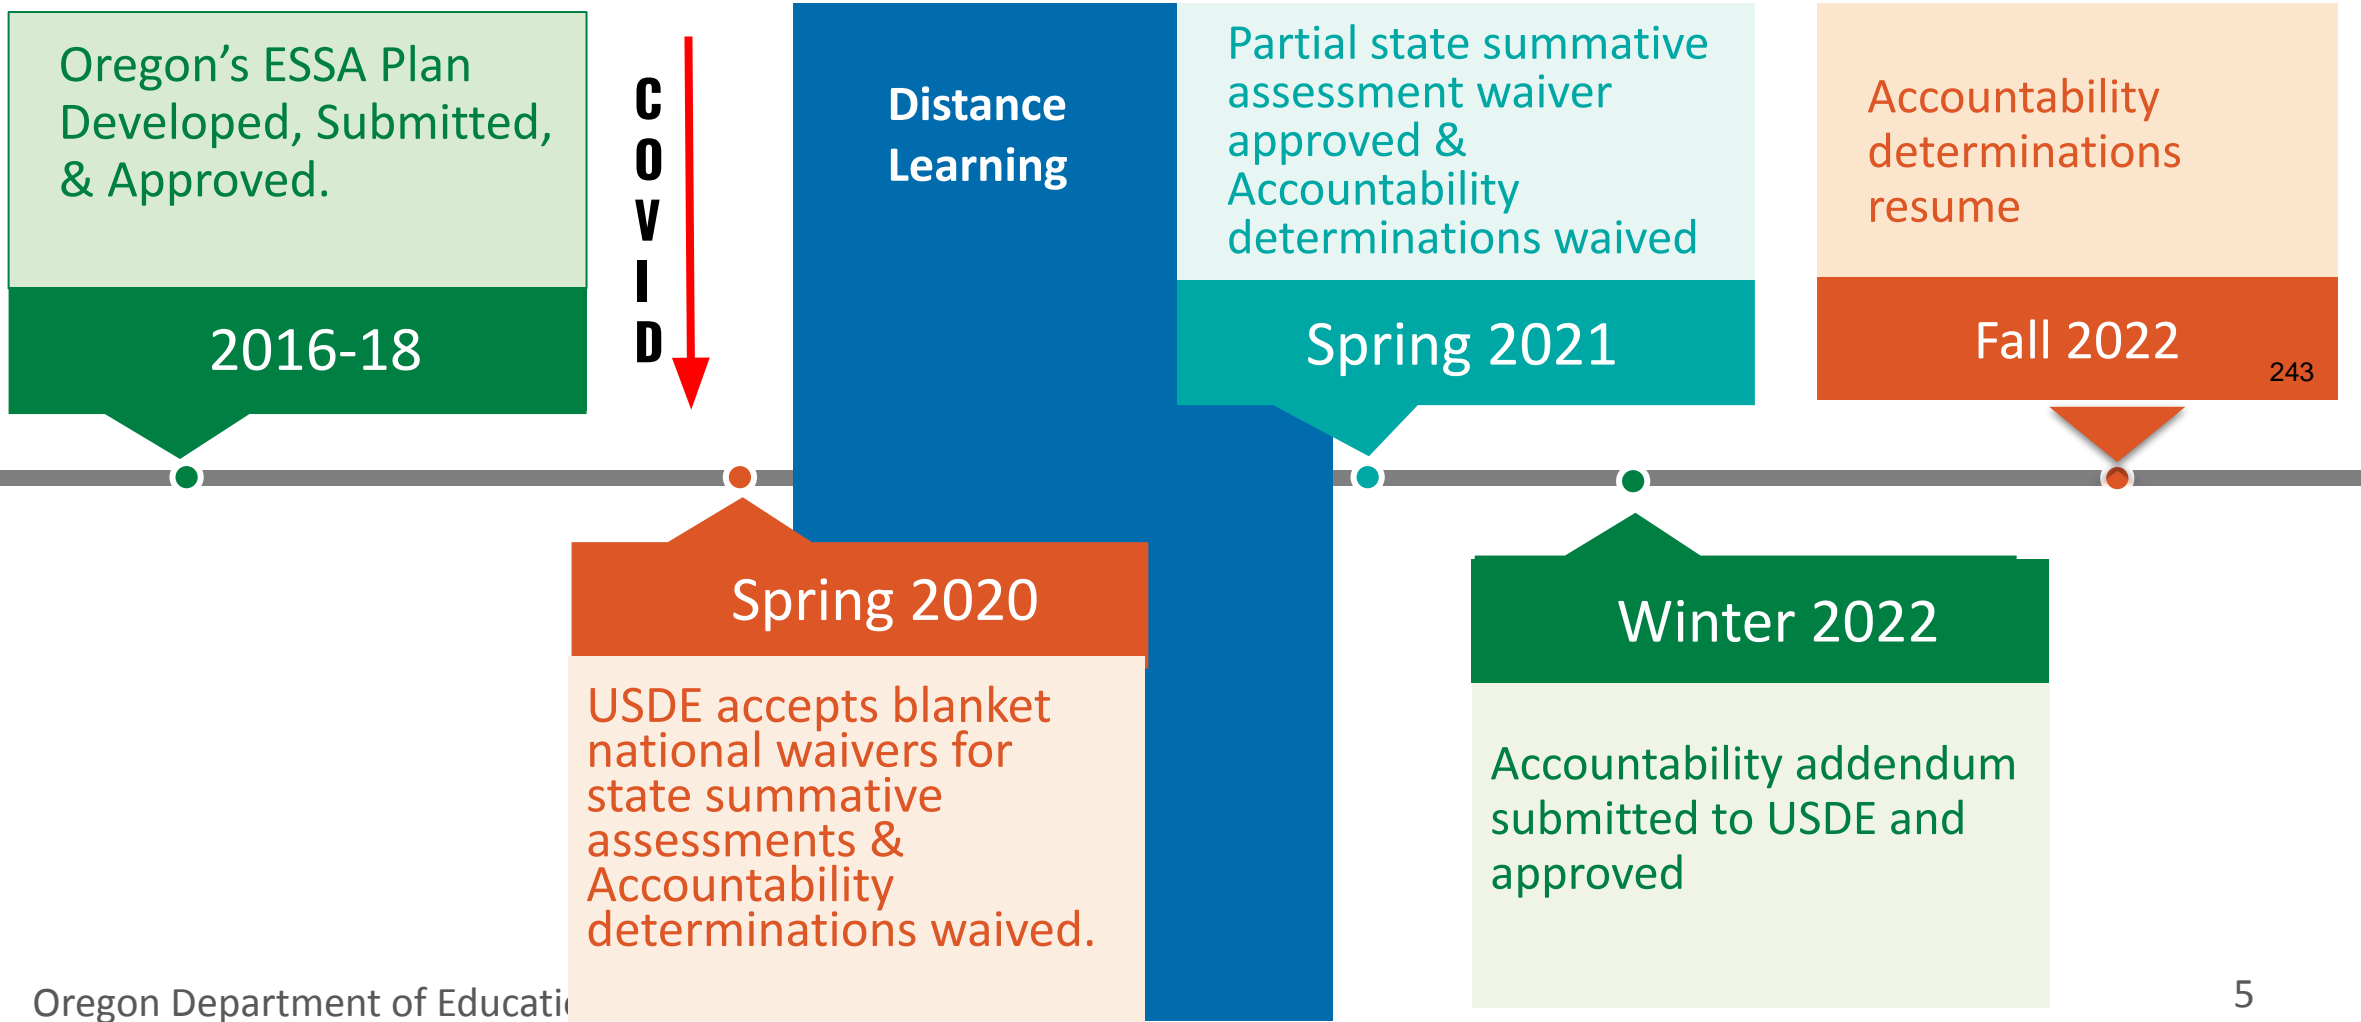 Oregon's ESSA Plan
Developed, Submitted,
& Approved.
2016-18
C
O
V
I
D
Distance
Learning
Partial state summative
assessment waiver
approved &
Accountability
determinations waived
Spring 2021
Accountability
determinations
resume
Fall 2022
243
Spring 2020
USDE accepts blanket
national waivers for
state summative
assessments &
Accountability
determinations waived.
Winter 2022
Accountability addendum
submitted to USDE and
approved
Oregon Department of
5